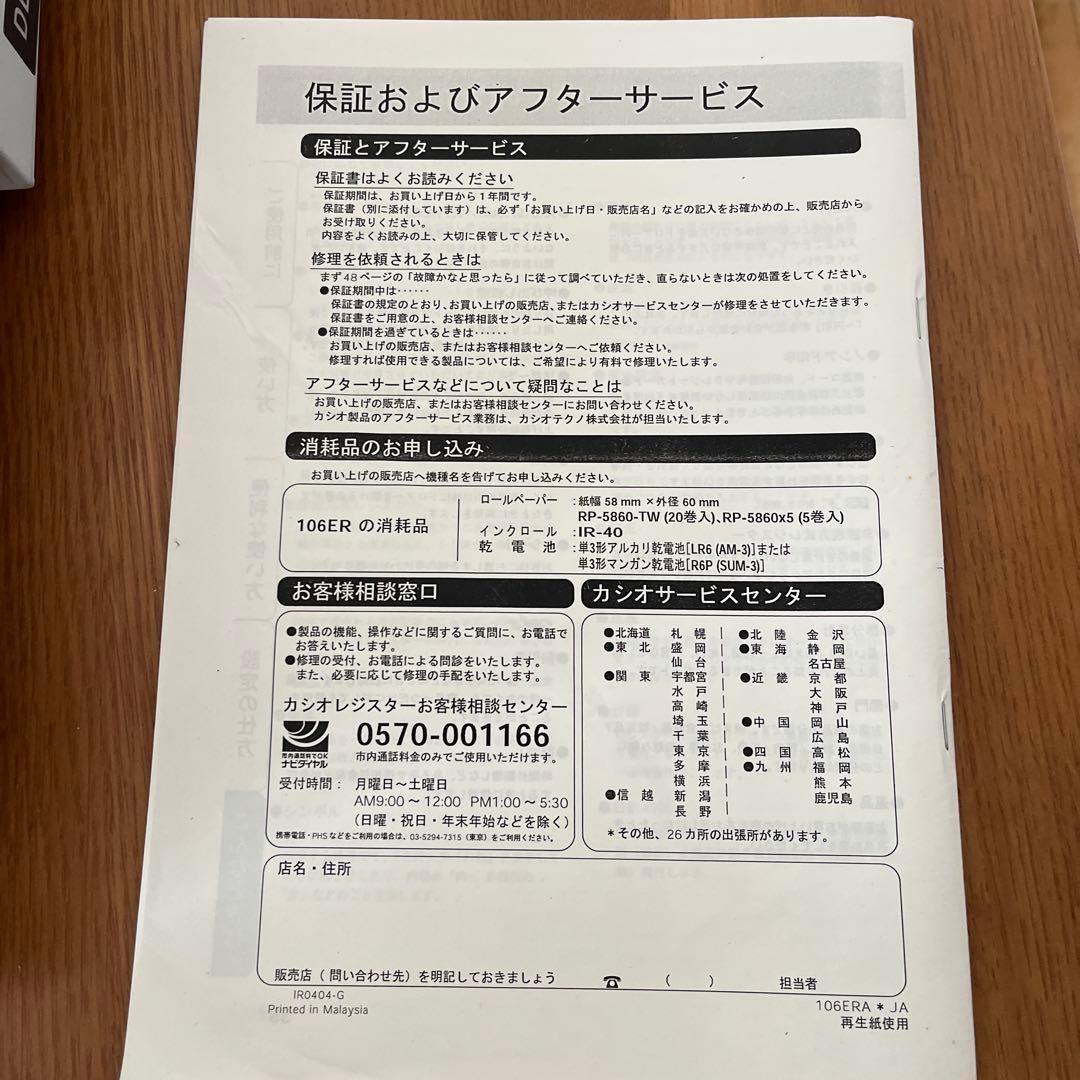 保証およびアフターサービス
保証とアフターサービス
保証書はよくお読みください
保証期間は、お買い上げ日から1年間です。
保証書（別に添付しています）は、必ず「お買い上げ日・販売店名」などの記入をお確かめの上、販売店から
お受け取りください。
内容をよくお読みの上、大切に保管してください。
修理を依頼されるときは
まず48ページの「故障かなと思ったら」に従って調べていただき、直らないときは次の処置をしてください。
●保証期間中は‥‥‥
保証書の規定のとおり、お買い上げの販売店、またはカシオサービスセンターが修理をさせていただきます。
保証書をご用意の上、お客様相談センターへご連絡ください。
●保証期間を過ぎているときは‥‥‥
お買い上げの販売店、またはお客様相談センターへご依頼ください。
修理すれば使用できる製品については、ご希望により有料で修理いたします。
アフターサービスなどについて疑問なことは
お買い上げの販売店、またはお客様相談センターにお問い合わせください。
カシオ製品のアフターサービス業務は、カシオテクノ株式会社が担当いたします。
消耗品のお申し込み
お買い上げの販売店へ機種名を告げてお申し込みください。
106ER の消耗品
ロールペーパー :紙幅 58 mm ×外径 60 mm
RP-5860-TW (20巻入)、RP-5860x5 (5巻入)
インクロール :IR-40
乾電池 :単3形アルカリ乾電池[LR6 (AM-3)]または
単3形マンガン乾電池[R6P (SUM-3)]
お客様相談窓口
●製品の機能、操作などに関するご質問に、お電話で
お答えいたします。
●修理の受付、お電話による問診をいたします。
また、必要に応じて修理の手配をいたします。
カシオレジスターお客様相談センター
市内通話料でOK
ナビダイヤル
0570-001166
市内通話料金のみでご使用いただけます。
受付時間： 月曜日〜土曜日
AM9:00 〜 12:00 PM1:00 〜 5:30
（日曜・祝日・年末年始などを除く）
携帯電話・PHSなどをご利用の場合は、03-5294-7315（東京）をご利用ください。
カシオサービスセンター
●北海道 札幌
●東北 盛岡
仙台
●関東 宇都宮
水戸
高崎
埼玉
千葉
東京
多摩
横浜
●信越 新潟
長野
●北陸 金沢
●東海 静岡
名古屋
●近畿 京都
大阪
神戸
●中国 岡山
広島
●四国 高松
●九州 福岡
熊本
鹿児島
＊その他、26カ所の出張所があります。
店名・住所
販売店（ 問い合わせ先）を明記しておきましょう ☎ （ ） 担当者
IR0404-G
Printed in Malaysia
106ERA＊JA
再生紙使用